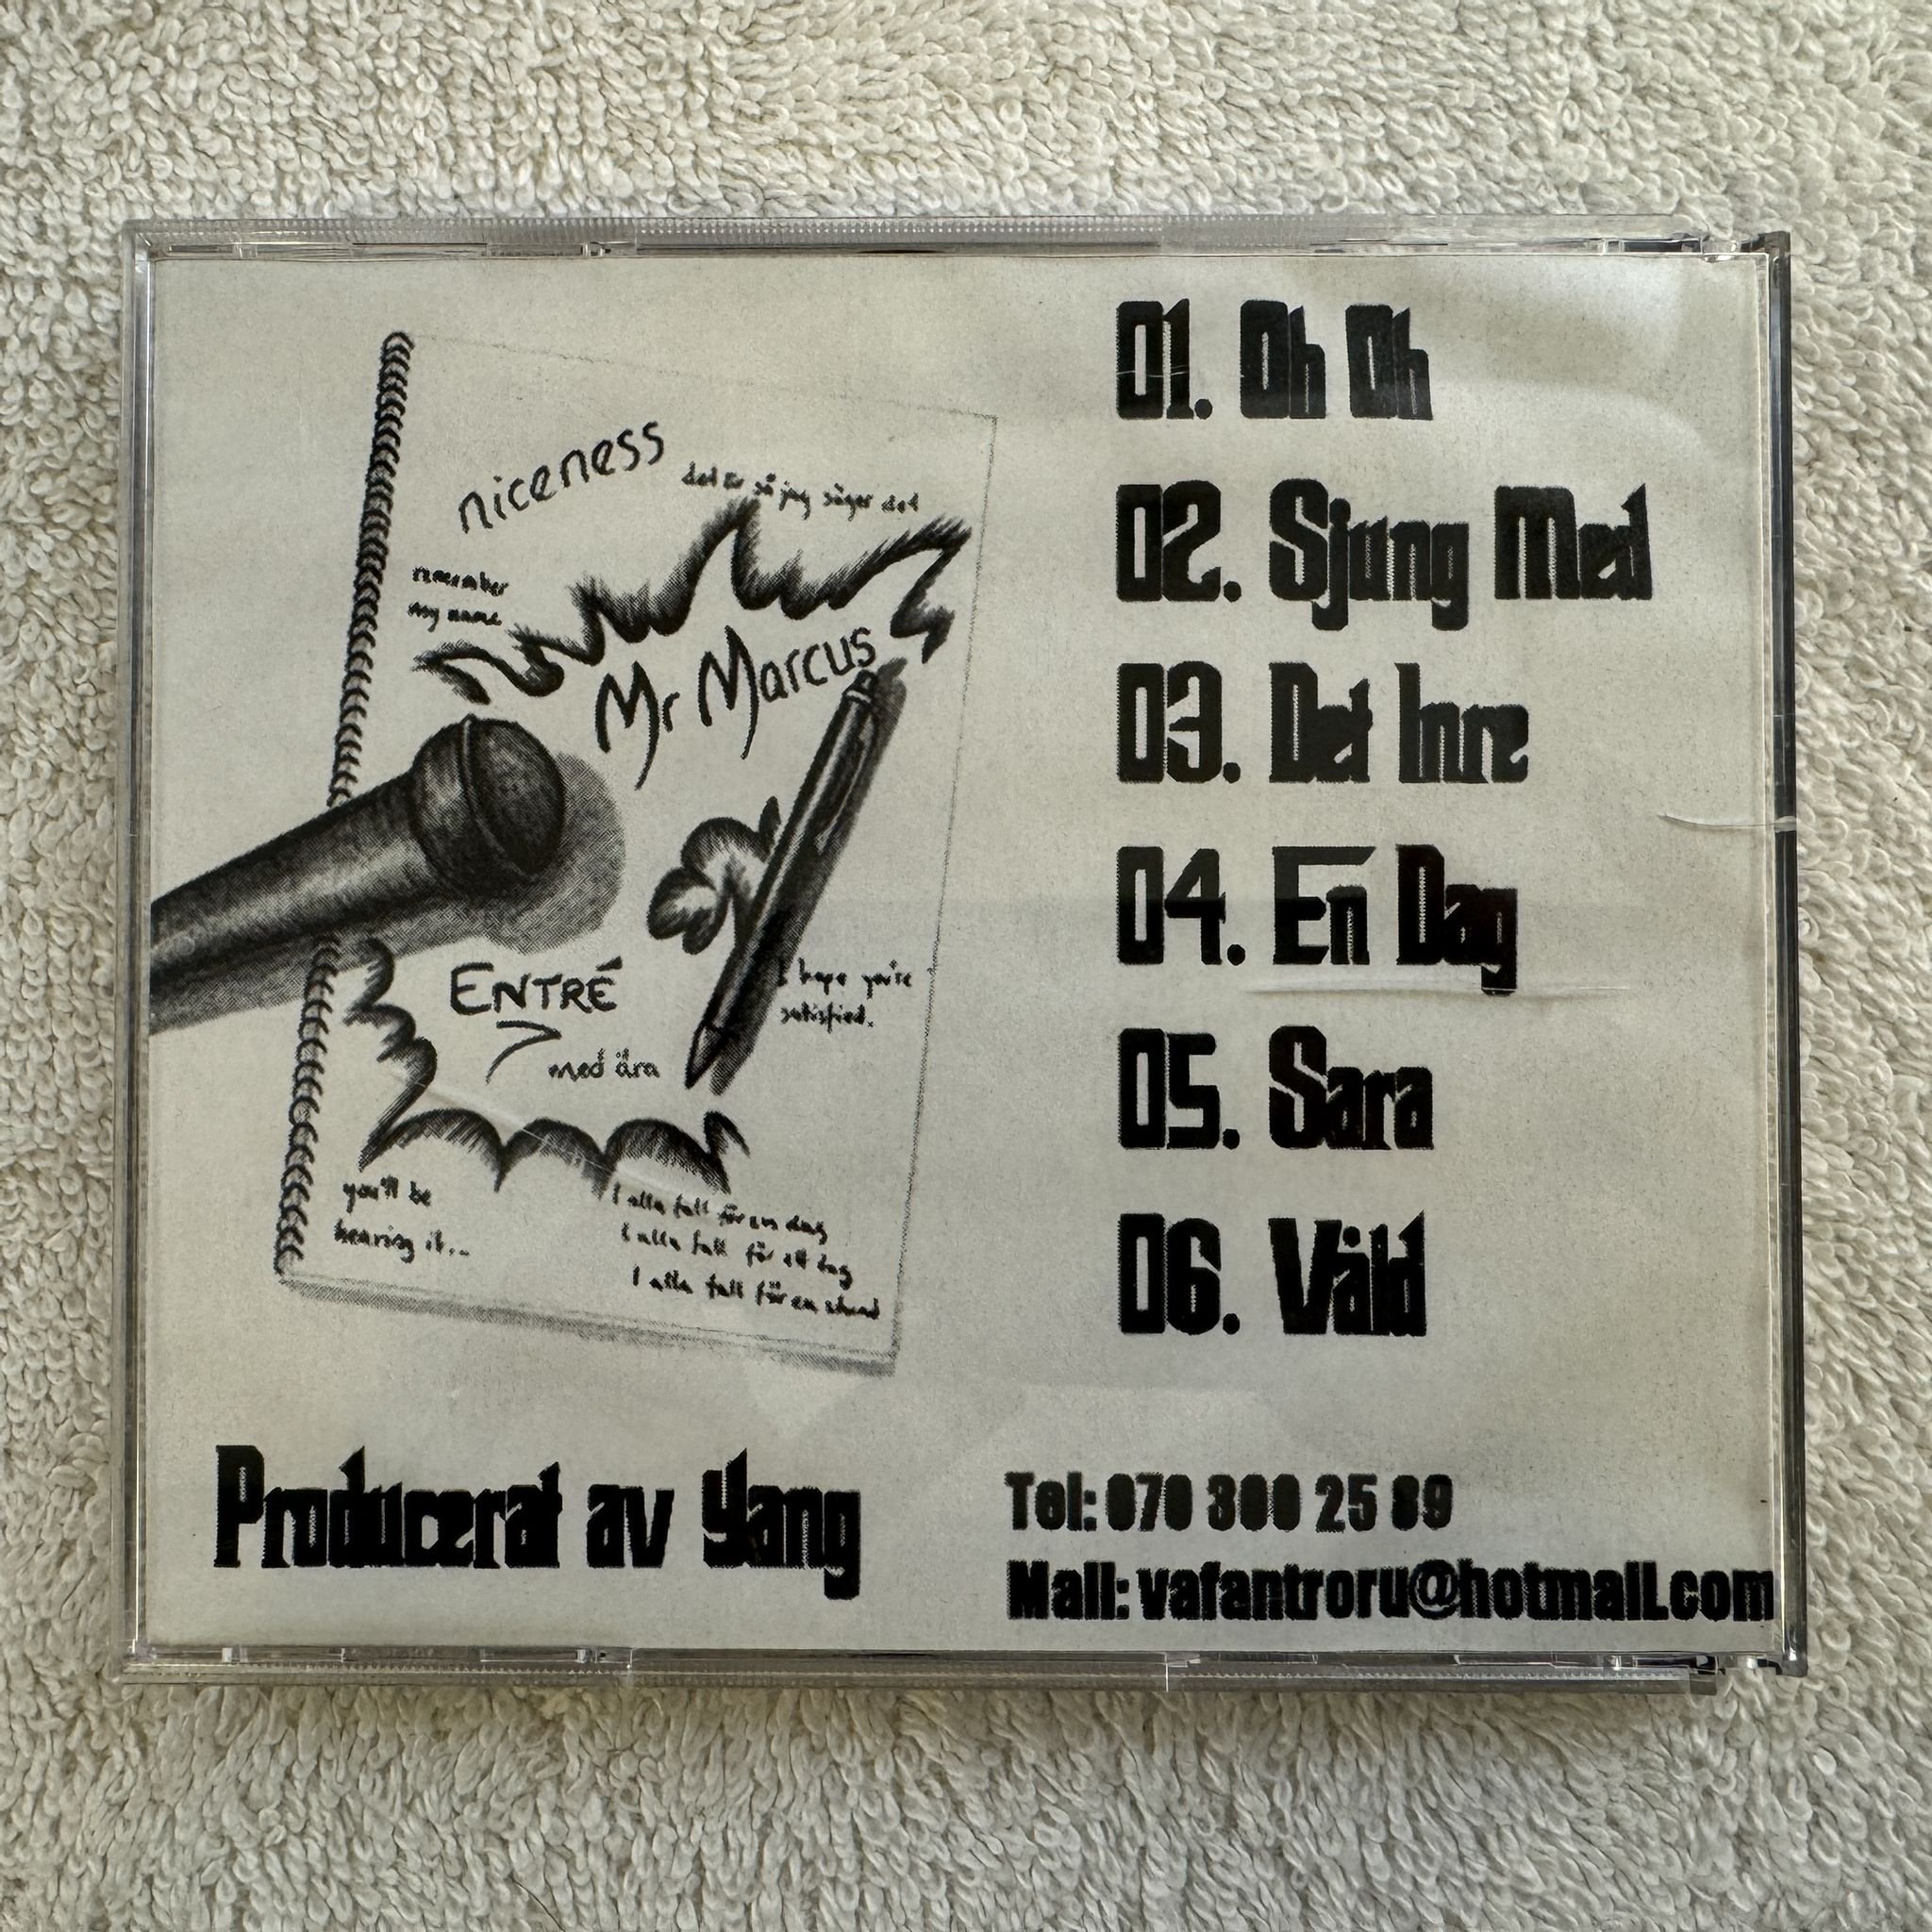 niceness
det är så jag säger det
remember
my name
Mr Marcus
ENTRÉ
med ära
I hope you're
satisfied.
you'll be
hearing it...
I alla fall för en dag
I alla fall för ett tag
I alla fall för en stund
01. Oh Oh
02. Sjung Med
03. Det Inre
04. En Dag
05. Sara
06. Våld
Producerat av Yang
Tel: 070 300 25 89
Mail: vafantroru@hotmail.com